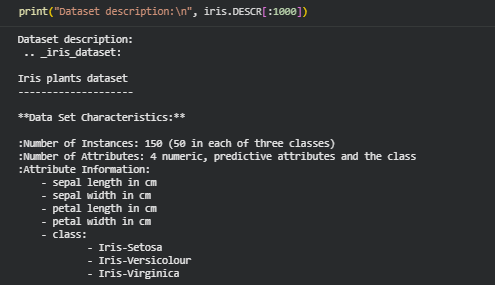 print("Dataset description:\n", iris.DESCR[:1000])
Dataset description:
.. _iris_dataset:
Iris plants dataset
--------------------
**Data Set Characteristics:**
:Number of Instances: 150 (50 in each of three classes)
:Number of Attributes: 4 numeric, predictive attributes and the class
:Attribute Information:
- sepal length in cm
- sepal width in cm
- petal length in cm
- petal width in cm
- class:
- Iris-Setosa
- Iris-Versicolour
- Iris-Virginica